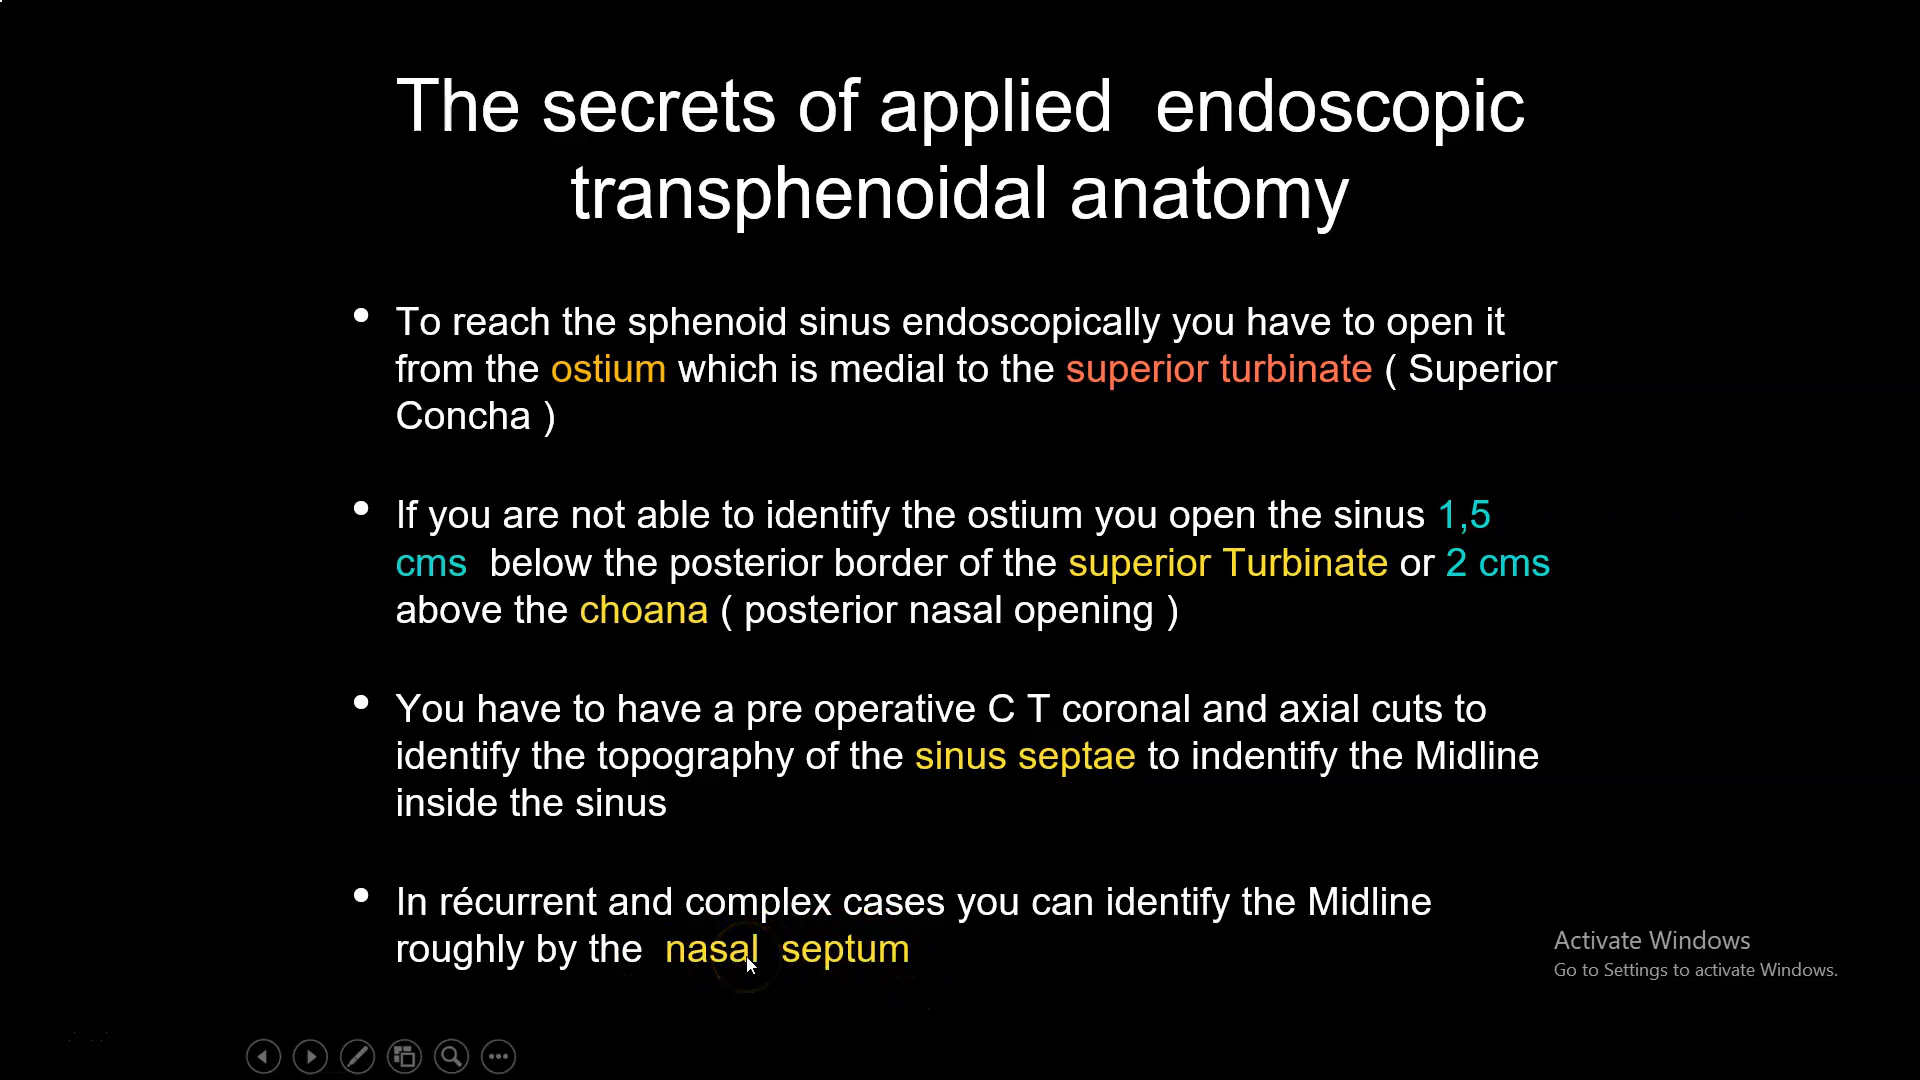 The secrets of applied  endoscopic
transphenoidal anatomy
• To reach the sphenoid sinus endoscopically you have to open it
from the ostium which is medial to the superior turbinate ( Superior
Concha )
• If you are not able to identify the ostium you open the sinus 1,5
cms  below the posterior border of the superior Turbinate or 2 cms
above the choana ( posterior nasal opening )
• You have to have a pre operative C T coronal and axial cuts to
identify the topography of the sinus septae to indentify the Midline
inside the sinus
• In récurrent and complex cases you can identify the Midline
roughly by the  nasal  septum
Activate Windows
Go to Settings to activate Windows.